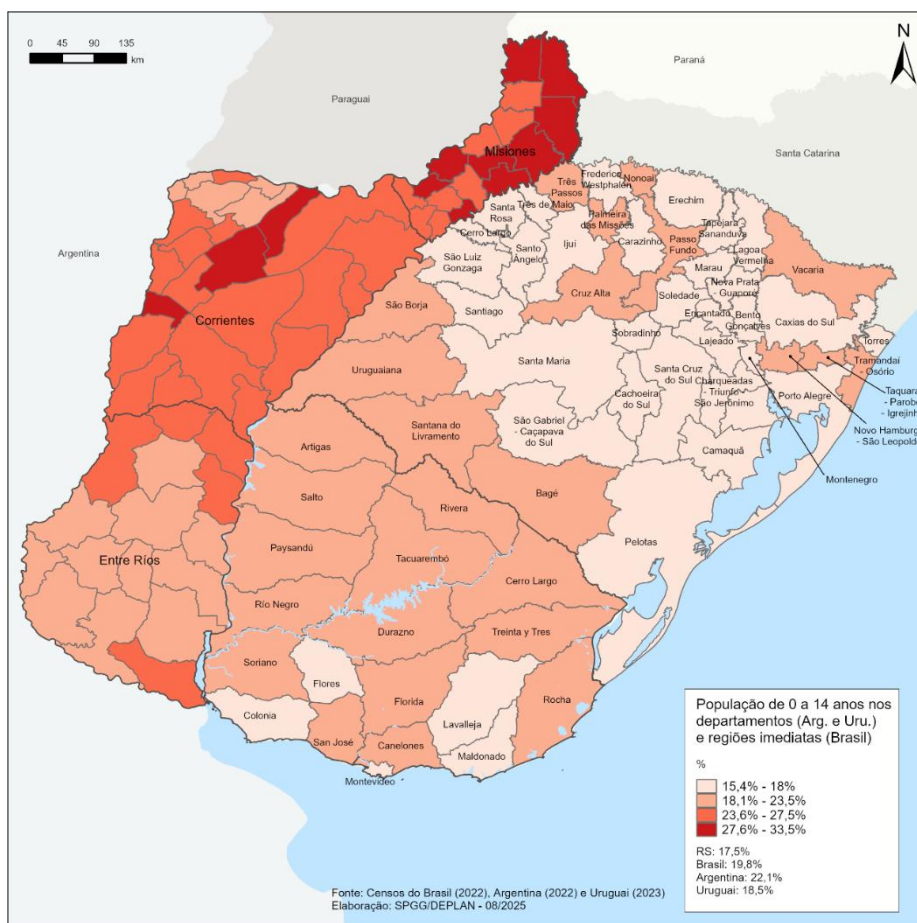 0 45 90 135
km
N
Paraná
Paraguai
Santa Catarina
Argentina
Misiones
Corrientes
Entre Ríos
Frederico
Westphalen
Nonoai
Três
Passos
Erechim
Santa
Rosa
Três de Maio
Palmeira
das Missões
Tapejara -
Sananduva
Cerro Largo
Ijuí
Carazinho
Santo
Ângelo
Passo
Fundo
Lagoa
Vermelha
São Luiz
Gonzaga
Marau
Vacaria
Nova Prata -
Guaporé
São Borja
Cruz Alta
Soledade
Santiago
Encantado
Bento
Gonçalves
Caxias do Sul
Sobradinho
Lajeado
Torres
Santa Maria
Tramandaí
- Osório
Uruguaiana
Santa Cruz
do Sul
Charqueadas -
Triunfo -
São Jerônimo
Porto Alegre
Taquara
- Parobé
- Igrejinh
Cachoeira
do Sul
São Gabriel
- Caçapava
do Sul
Santana do
Livramento
Novo Hamburg
- São Leopold
Artigas
Camaquã
Montenegro
Bagé
Salto
Rivera
Pelotas
Paysandú
Tacuarembó
Cerro Largo
Río Negro
Durazno
Treinta y Tres
Soriano
Flores
Florida
Rocha
Colonia
Lavalleja
San José
Canelones
Maldonado
Montevideo
População de 0 a 14 anos nos
departamentos (Arg. e Uru.)
e regiões imediatas (Brasil)
%
15,4% - 18%
18,1% - 23,5%
23,6% - 27,5%
27,6% - 33,5%
RS: 17,5%
Brasil: 19,8%
Argentina: 22,1%
Uruguai: 18,5%
Fonte: Censos do Brasil (2022), Argentina (2022) e Uruguai (2023)
Elaboração: SPGG/DEPLAN - 08/2025